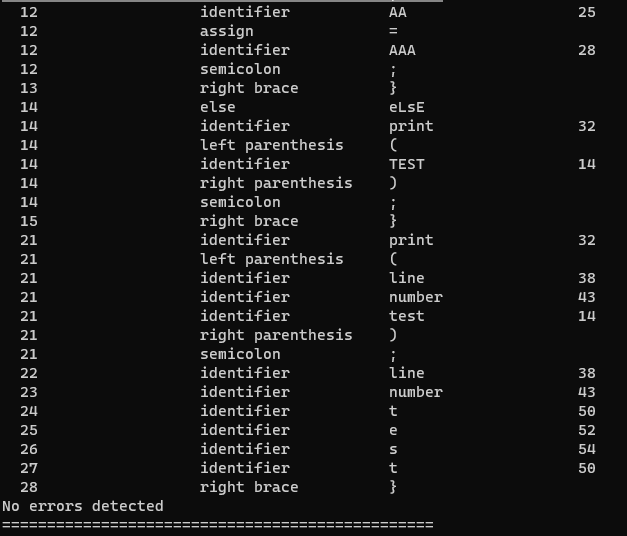 12 identifier AA 25
12 assign =
12 identifier AAA 28
12 semicolon ;
13 right brace }
14 else eLsE
14 identifier print 32
14 left parenthesis (
14 identifier TEST 14
14 right parenthesis )
14 semicolon ;
15 right brace }
21 identifier print 32
21 left parenthesis (
21 identifier line 38
21 identifier number 43
21 identifier test 14
21 right parenthesis )
21 semicolon ;
22 identifier line 38
23 identifier number 43
24 identifier t 50
25 identifier e 52
26 identifier s 54
27 identifier t 50
28 right brace }
No errors detected
================================================